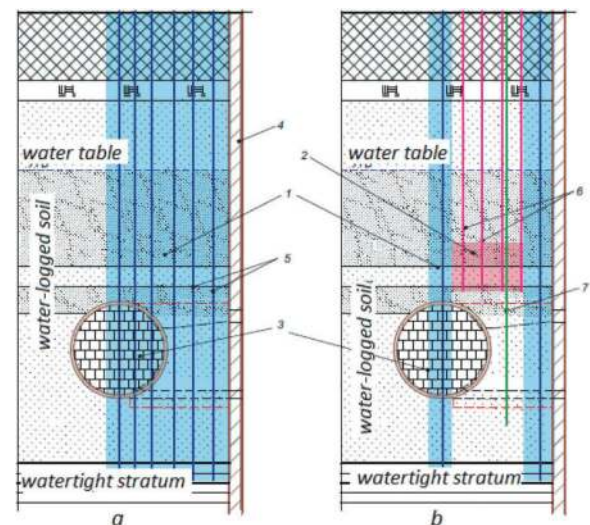 water table
water-logged soil
watertight stratum
a
4
1
5
3
water table
water-logged soil
watertight stratum
b
2
6
7